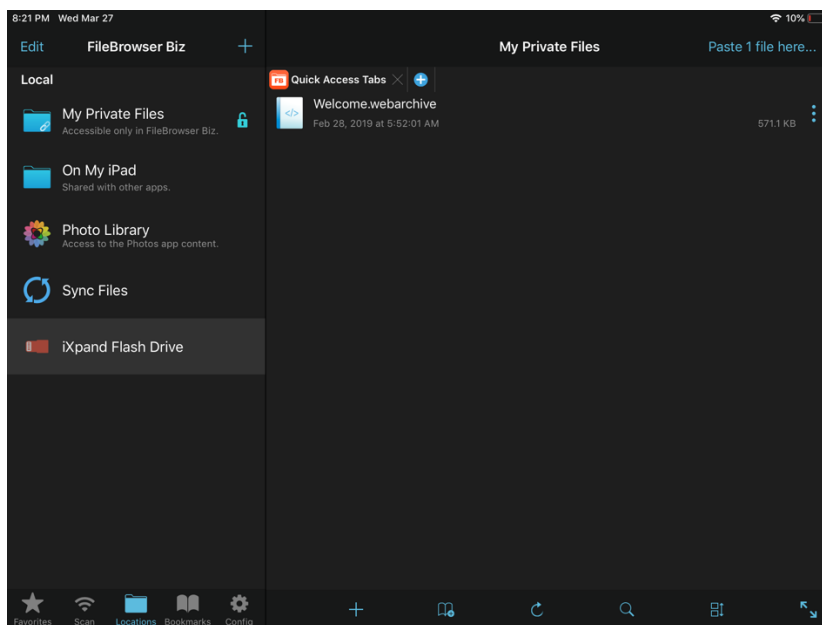 8:21 PM Wed Mar 27
10%
Edit
FileBrowser Biz
My Private Files
Paste 1 file here...
Local
Quick Access Tabs
My Private Files
Accessible only in FileBrowser Biz.
Welcome.webarchive
Feb 28, 2019 at 5:52:01 AM
571.1 KB
On My iPad
Shared with other apps.
Photo Library
Access to the Photos app content.
Sync Files
iXpand Flash Drive
Favorites
Scan
Locations
Bookmarks
Config